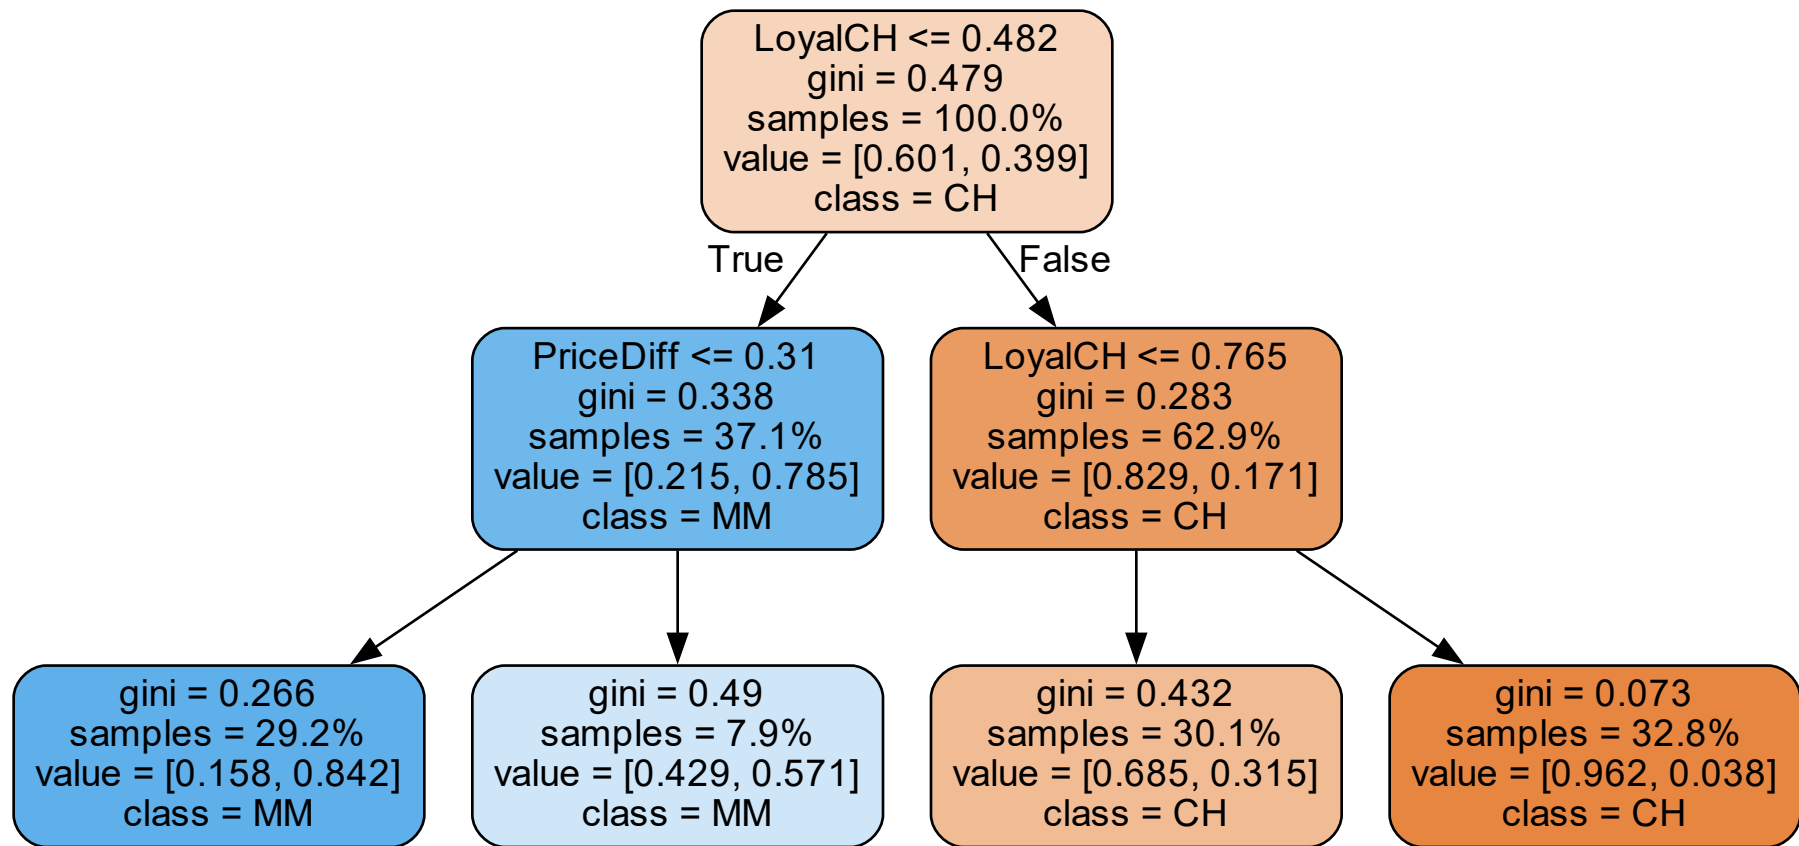 LoyalCH <= 0.482
gini = 0.479
samples = 100.0%
value = [0.601, 0.399]
class = CH
True
False
PriceDiff <= 0.31
gini = 0.338
samples = 37.1%
value = [0.215, 0.785]
class = MM
LoyalCH <= 0.765
gini = 0.283
samples = 62.9%
value = [0.829, 0.171]
class = CH
gini = 0.266
samples = 29.2%
value = [0.158, 0.842]
class = MM
gini = 0.49
samples = 7.9%
value = [0.429, 0.571]
class = MM
gini = 0.432
samples = 30.1%
value = [0.685, 0.315]
class = CH
gini = 0.073
samples = 32.8%
value = [0.962, 0.038]
class = CH